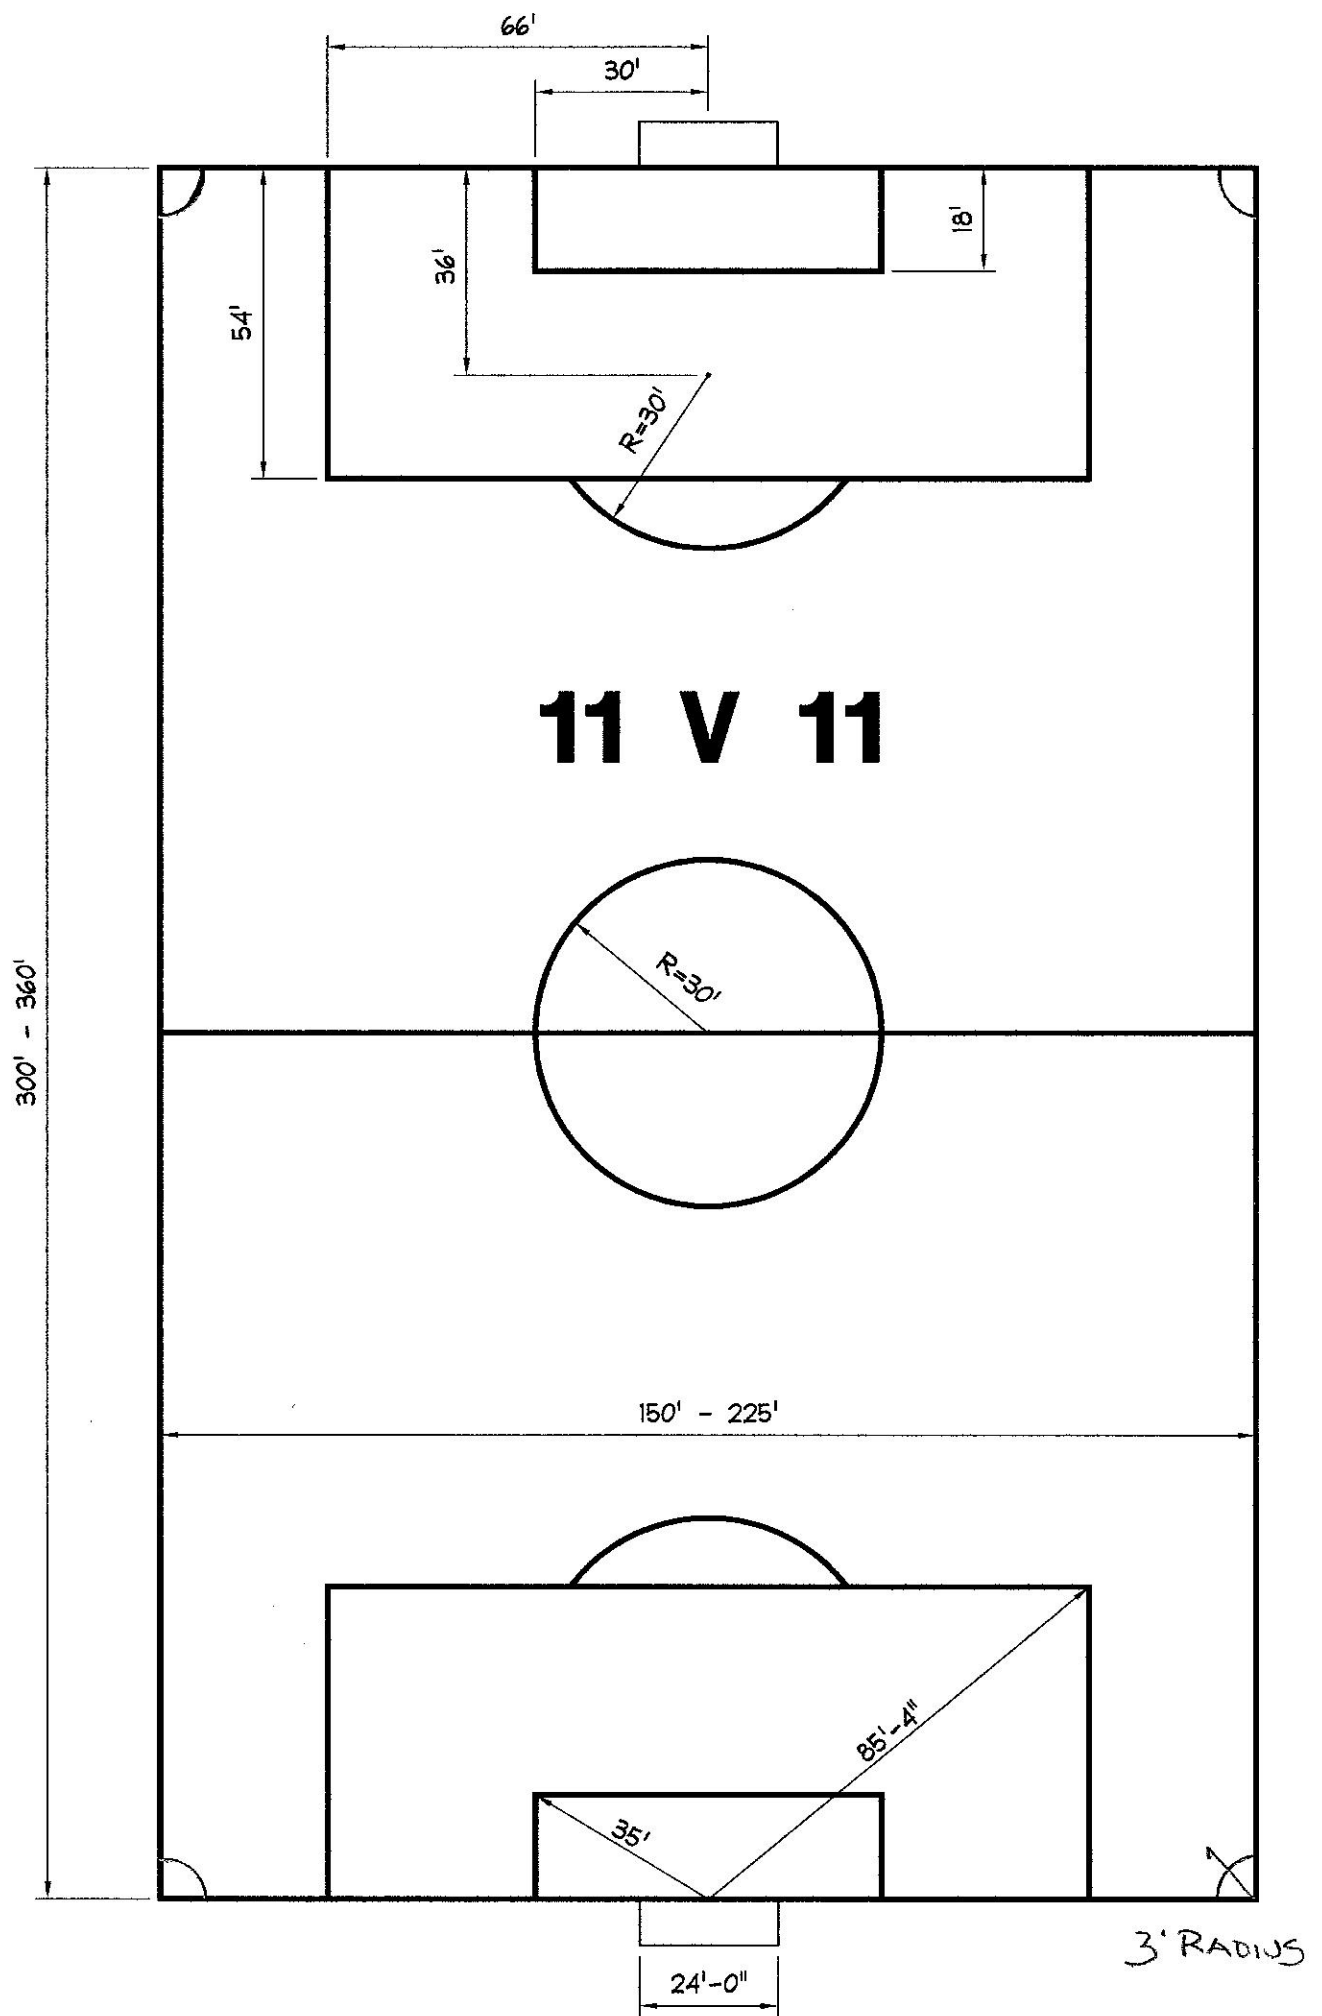 66'
30'
18'
36'
54'
R=30'
11 V 11
R=30'
300' - 360'
150' - 225'
85'-4"
35'
3' RADIUS
24'-0"